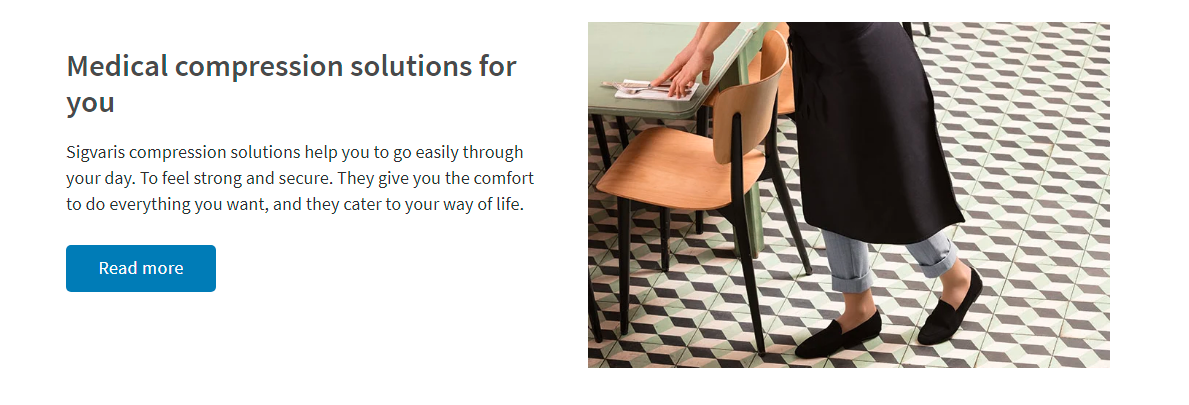 Medical compression solutions for
you
Sigvaris compression solutions help you to go easily through
your day. To feel strong and secure. They give you the comfort
to do everything you want, and they cater to your way of life.
Read more